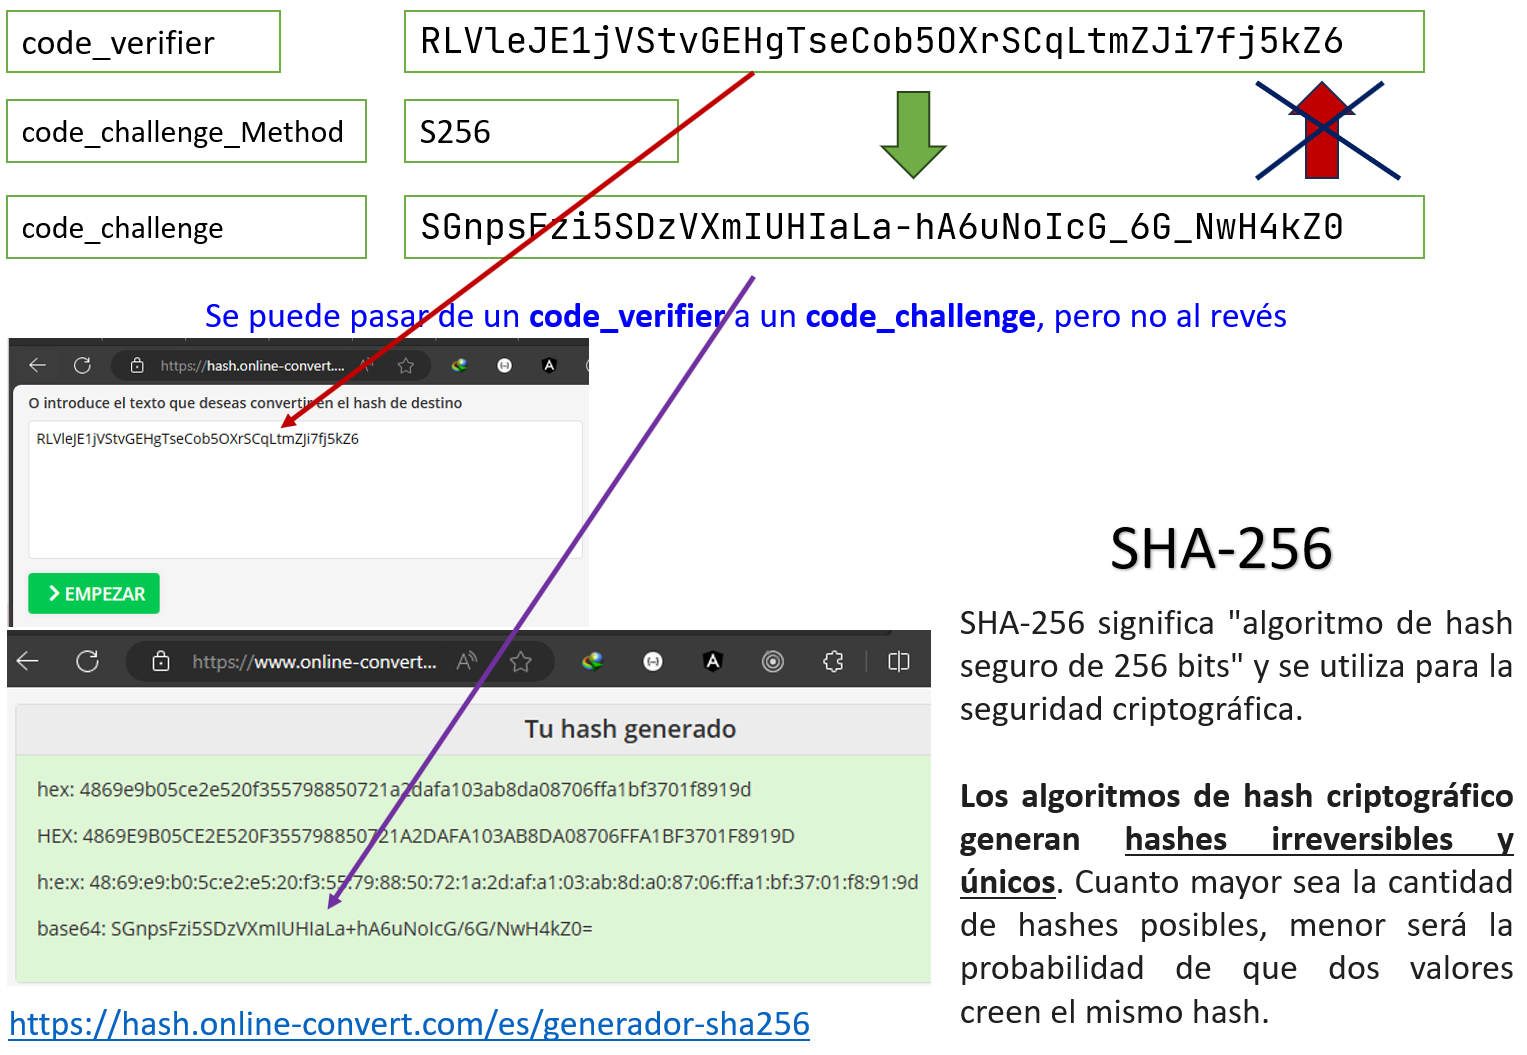 code_verifier
RLVleJE1jVStvGEHgTseCob5OXrSCqLtmZJi7fj5kZ6
code_challenge_Method
S256
code_challenge
SGnpsFzi5SDzVXmIUHIaLa-hA6uNoIcG_6G_NwH4kZ0
Se puede pasar de un code_verifier a un code_challenge, pero no al revés
https://hash.online-convert....
O introduce el texto que deseas convertir en el hash de destino
RLVleJE1jVStvGEHgTseCob5OXrSCqLtmZJi7fj5kZ6
EMPEZAR
https://www.online-convert...
Tu hash generado
hex: 4869e9b05ce2e520f355798850721a2dafa103ab8da08706ffa1bf3701f8919d
HEX: 4869E9B05CE2E520F355798850721A2DAFA103AB8DA08706FFA1BF3701F8919D
h:e:x: 48:69:e9:b0:5c:e2:e5:20:f3:55:79:88:50:72:1a:2d:af:a1:03:ab:8d:a0:87:06:ff:a1:bf:37:01:f8:91:9d
base64: SGnpsFzi5SDzVXmIUHIaLa+hA6uNoIcG/6G/NwH4kZ0=
https://hash.online-convert.com/es/generador-sha256
SHA-256
SHA-256 significa "algoritmo de hash
seguro de 256 bits" y se utiliza para la
seguridad criptográfica.
Los algoritmos de hash criptográfico
generan hashes irreversibles y
únicos. Cuanto mayor sea la cantidad
de hashes posibles, menor será la
probabilidad de que dos valores
creen el mismo hash.